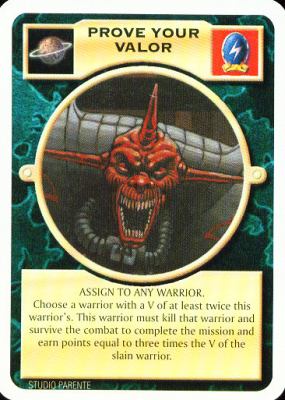 PROVE YOUR
VALOR
ASSIGN TO ANY WARRIOR.
Choose a warrior with a V of at least twice this
warrior's. This warrior must kill that warrior and
survive the combat to complete the mission and
earn points equal to three times the V of the
slain warrior.
STUDIO PARENTE